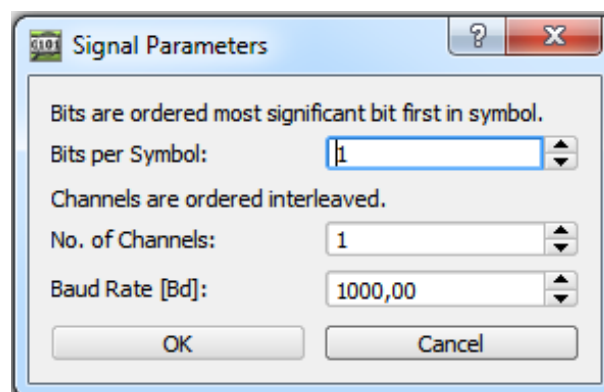 0101 Signal Parameters ? X
Bits are ordered most significant bit first in symbol.
Bits per Symbol: 1
Channels are ordered interleaved.
No. of Channels: 1
Baud Rate [Bd]: 1000,00
OK Cancel